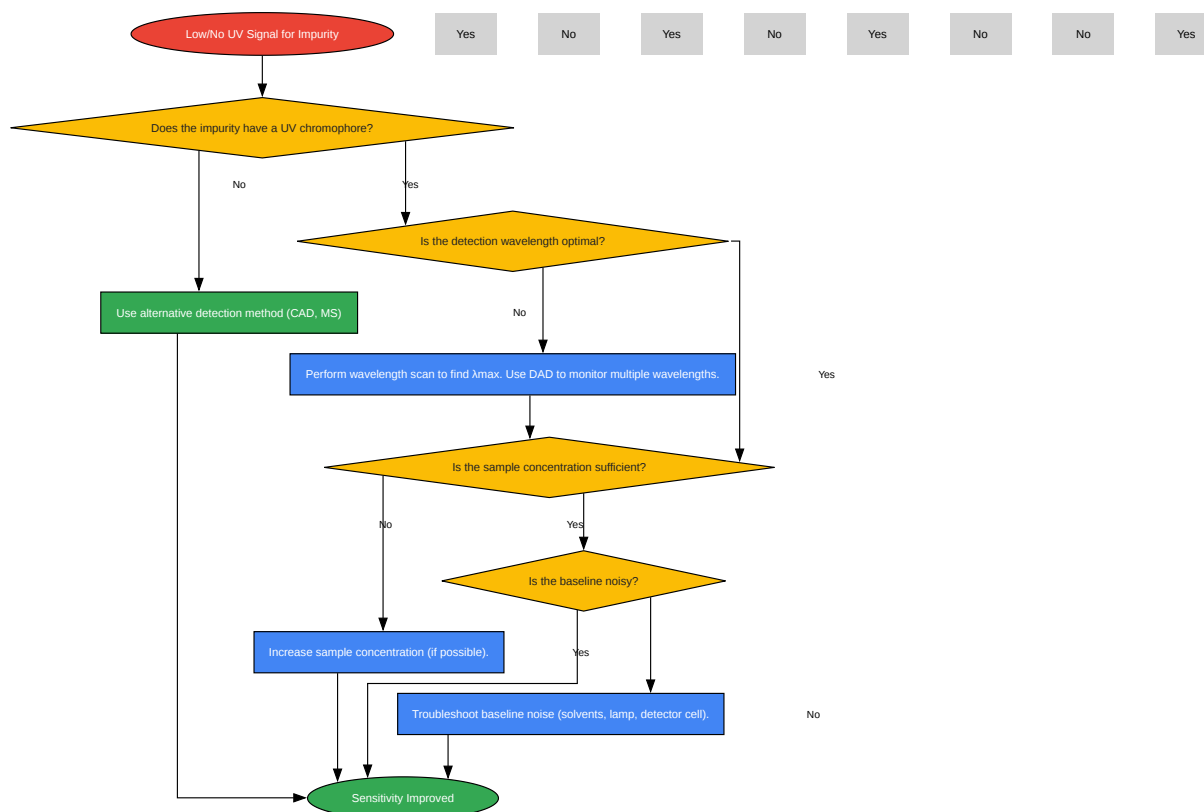 Low/No UV Signal for Impurity
Yes
No
Yes
No
Yes
No
No
Yes
Does the impurity have a UV chromophore?
No
Yes
Is the detection wavelength optimal?
Use alternative detection method (CAD, MS)
No
Perform wavelength scan to find λmax. Use DAD to monitor multiple wavelengths.
Yes
Is the sample concentration sufficient?
No
Yes
Is the baseline noisy?
Increase sample concentration (if possible).
Yes
Troubleshoot baseline noise (solvents, lamp, detector cell).
No
Sensitivity Improved